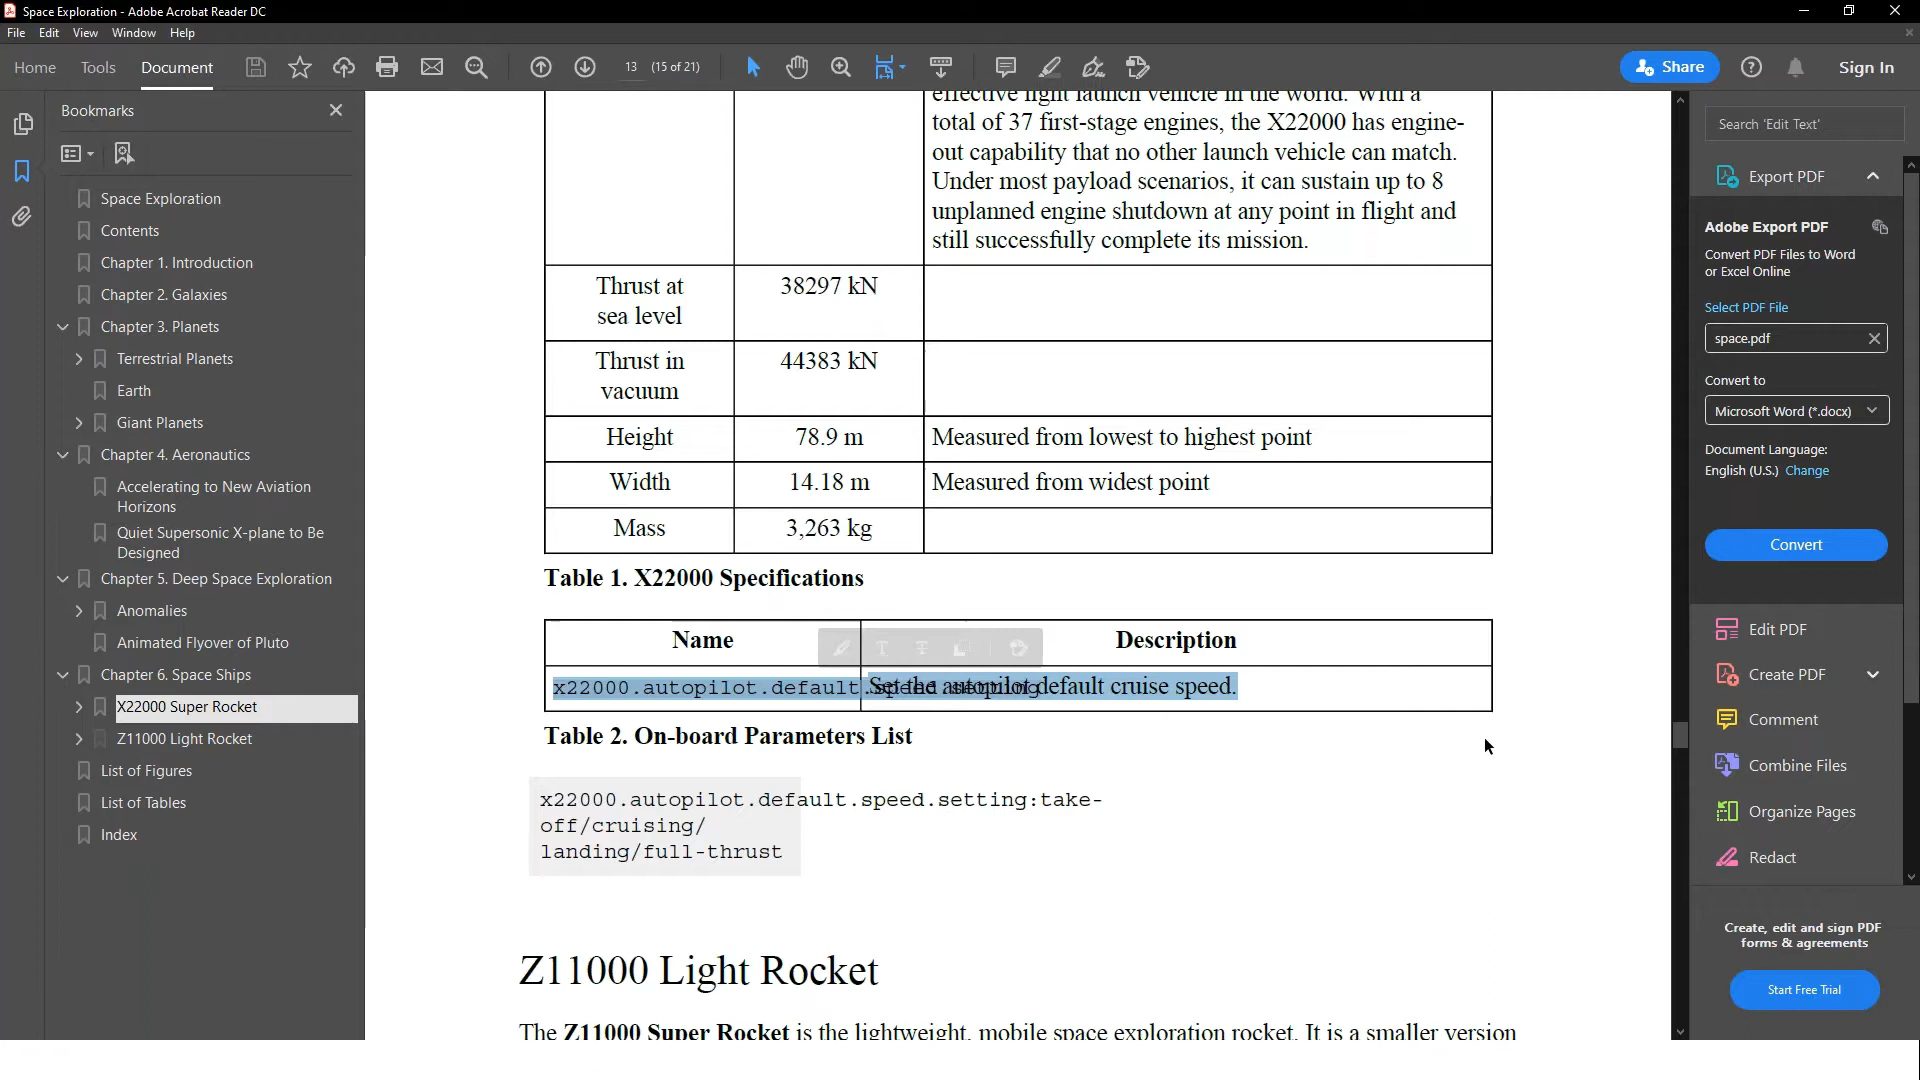 Space Exploration - Adobe Acrobat Reader DC
File Edit View Window Help
Home Tools Document 13 (15 of 21) Share Sign In
Bookmarks
Space Exploration
Contents
Chapter 1. Introduction
Chapter 2. Galaxies
Chapter 3. Planets
Terrestrial Planets
Earth
Giant Planets
Chapter 4. Aeronautics
Accelerating to New Aviation
Horizons
Quiet Supersonic X-plane to Be
Designed
Chapter 5. Deep Space Exploration
Anomalies
Animated Flyover of Pluto
Chapter 6. Space Ships
X22000 Super Rocket
Z11000 Light Rocket
List of Figures
List of Tables
Index
effective light launch vehicle in the world. With a
total of 37 first-stage engines, the X22000 has engine-
out capability that no other launch vehicle can match.
Under most payload scenarios, it can sustain up to 8
unplanned engine shutdown at any point in flight and
still successfully complete its mission.
Thrust at
sea level
38297 kN
Thrust in
vacuum
44383 kN
Height 78.9 m Measured from lowest to highest point
Width 14.18 m Measured from widest point
Mass 3,263 kg
Table 1. X22000 Specifications
Name Description
x22000.autopilot.default.speed.setting Set the autopilot default cruise speed.
Table 2. On-board Parameters List
x22000.autopilot.default.speed.setting:take-
off/cruising/
landing/full-thrust
Z11000 Light Rocket
The Z11000 Super Rocket is the lightweight, mobile space exploration rocket. It is a smaller version
Search 'Edit Text'
Export PDF
Adobe Export PDF
Convert PDF Files to Word
or Excel Online
Select PDF File
space.pdf
Convert to
Microsoft Word (*.docx)
Document Language:
English (U.S.) Change
Convert
Edit PDF
Create PDF
Comment
Combine Files
Organize Pages
Redact
Create, edit and sign PDF
forms & agreements
Start Free Trial